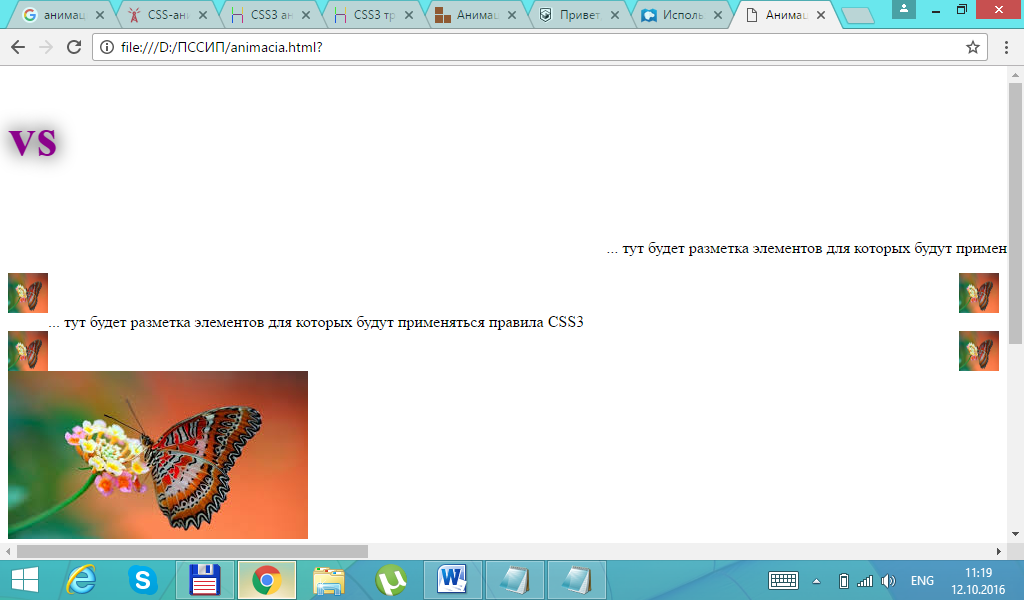 анимац
CSS-ани
CSS3 ан
CSS3 тр
Анимац
Привет
Исполь
Анимац
file:///D:/ПССИП/animacia.html?
vs
... тут будет разметка элементов для которых будут примен
... тут будет разметка элементов для которых будут применяться правила CSS3
ENG
11:19
12.10.2016